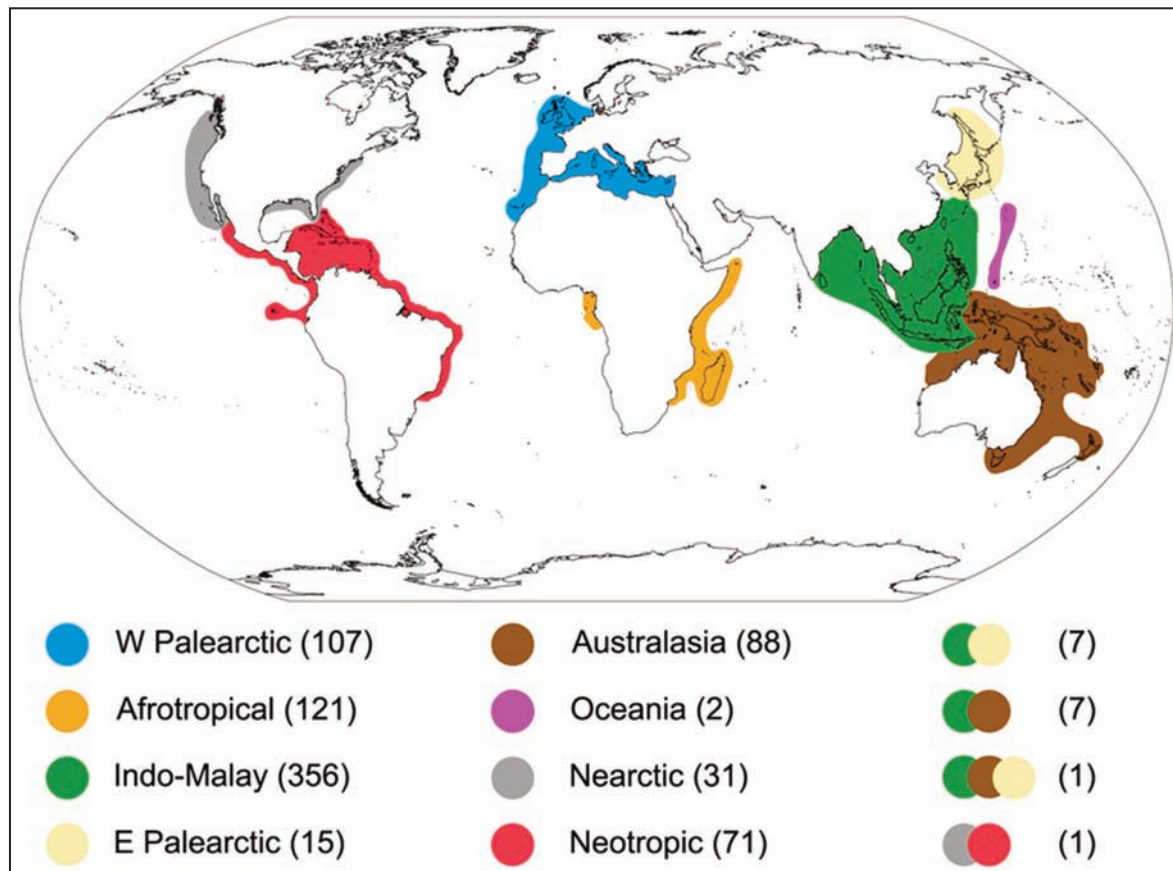 W Palearctic (107)
Afrotropical (121)
Indo-Malay (356)
E Palearctic (15)
Australasia (88)
Oceania (2)
Nearctic (31)
Neotropic (71)
(7)
(7)
(1)
(1)